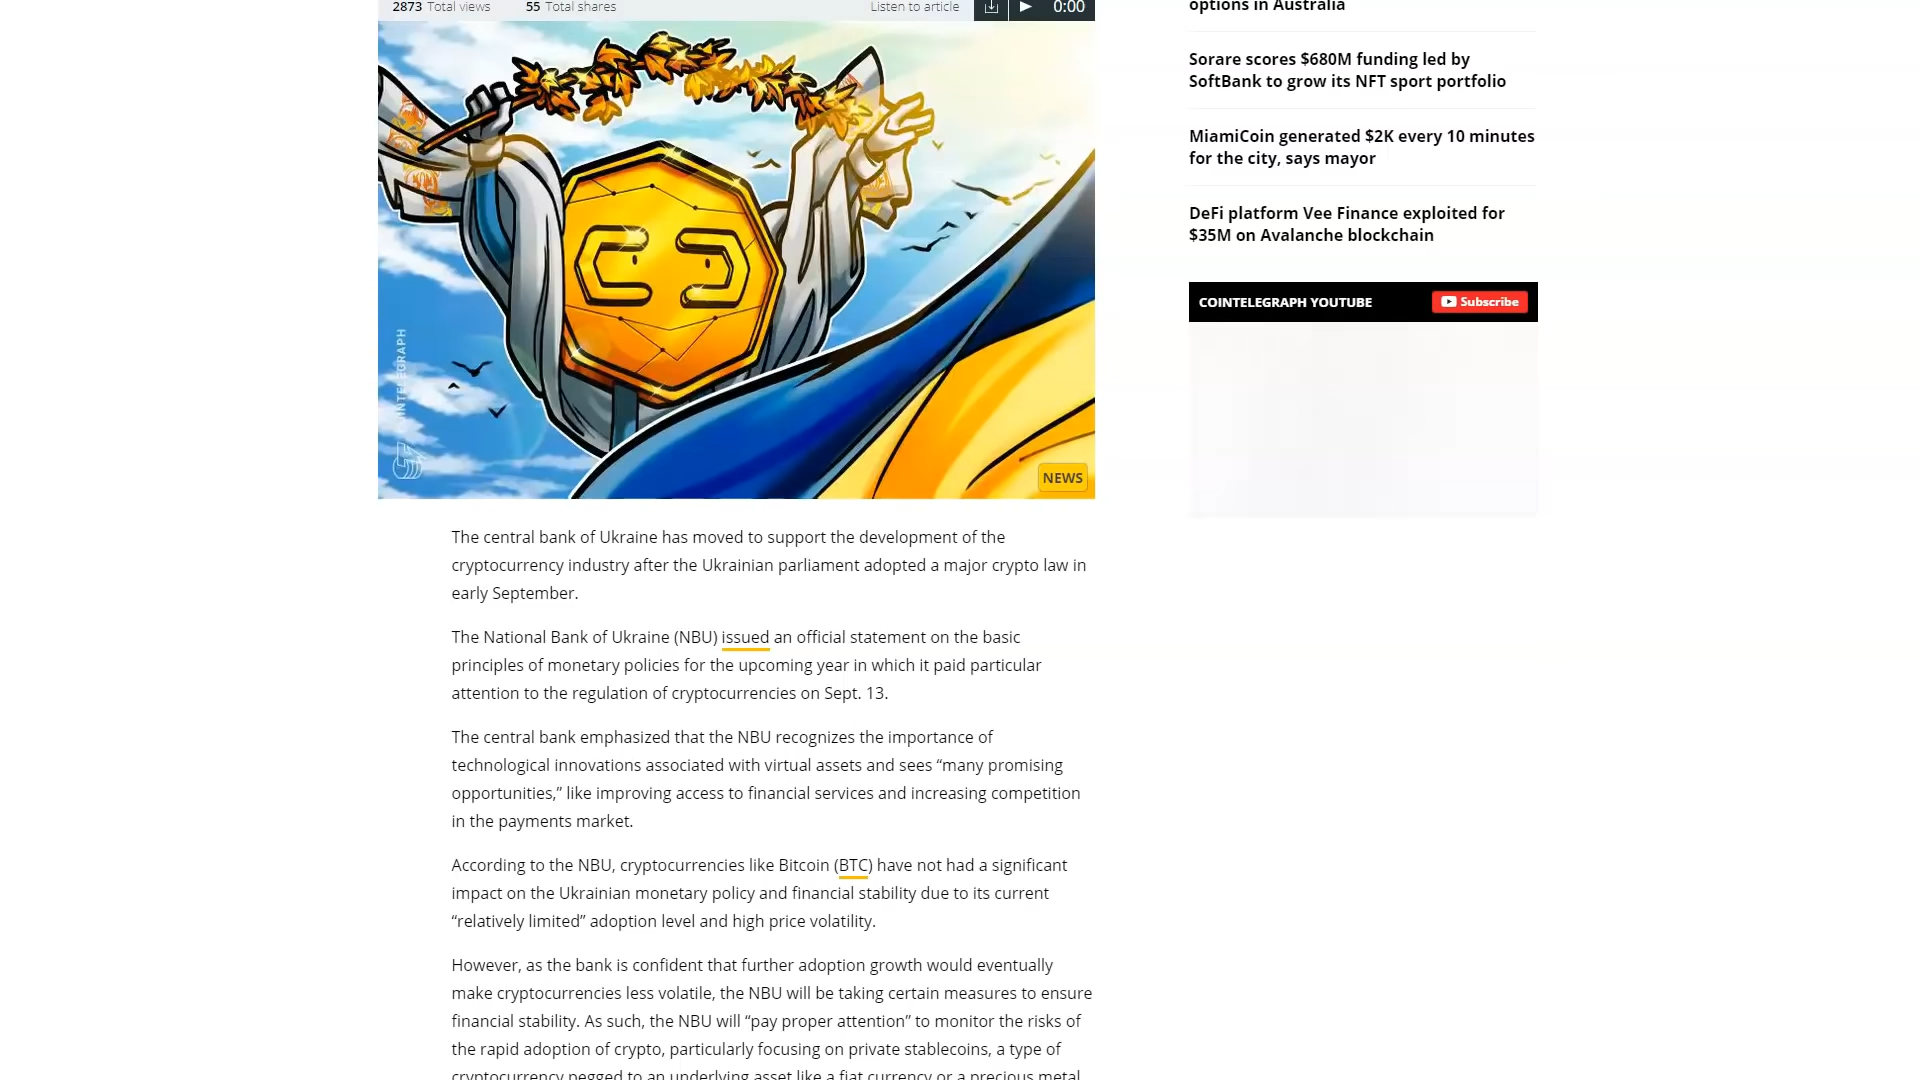 2873 Total views
55 Total shares
Listen to article
0:00
COINTELEGRAPH
NEWS
The central bank of Ukraine has moved to support the development of the
cryptocurrency industry after the Ukrainian parliament adopted a major crypto law in
early September.
The National Bank of Ukraine (NBU) issued an official statement on the basic
principles of monetary policies for the upcoming year in which it paid particular
attention to the regulation of cryptocurrencies on Sept. 13.
The central bank emphasized that the NBU recognizes the importance of
technological innovations associated with virtual assets and sees “many promising
opportunities,” like improving access to financial services and increasing competition
in the payments market.
According to the NBU, cryptocurrencies like Bitcoin (BTC) have not had a significant
impact on the Ukrainian monetary policy and financial stability due to its current
“relatively limited” adoption level and high price volatility.
However, as the bank is confident that further adoption growth would eventually
make cryptocurrencies less volatile, the NBU will be taking certain measures to ensure
financial stability. As such, the NBU will “pay proper attention” to monitor the risks of
the rapid adoption of crypto, particularly focusing on private stablecoins, a type of
cryptocurrency pegged to an underlying asset like a fiat currency or a precious metal
options in Australia
Sorare scores $680M funding led by
SoftBank to grow its NFT sport portfolio
MiamiCoin generated $2K every 10 minutes
for the city, says mayor
DeFi platform Vee Finance exploited for
$35M on Avalanche blockchain
COINTELEGRAPH YOUTUBE
Subscribe